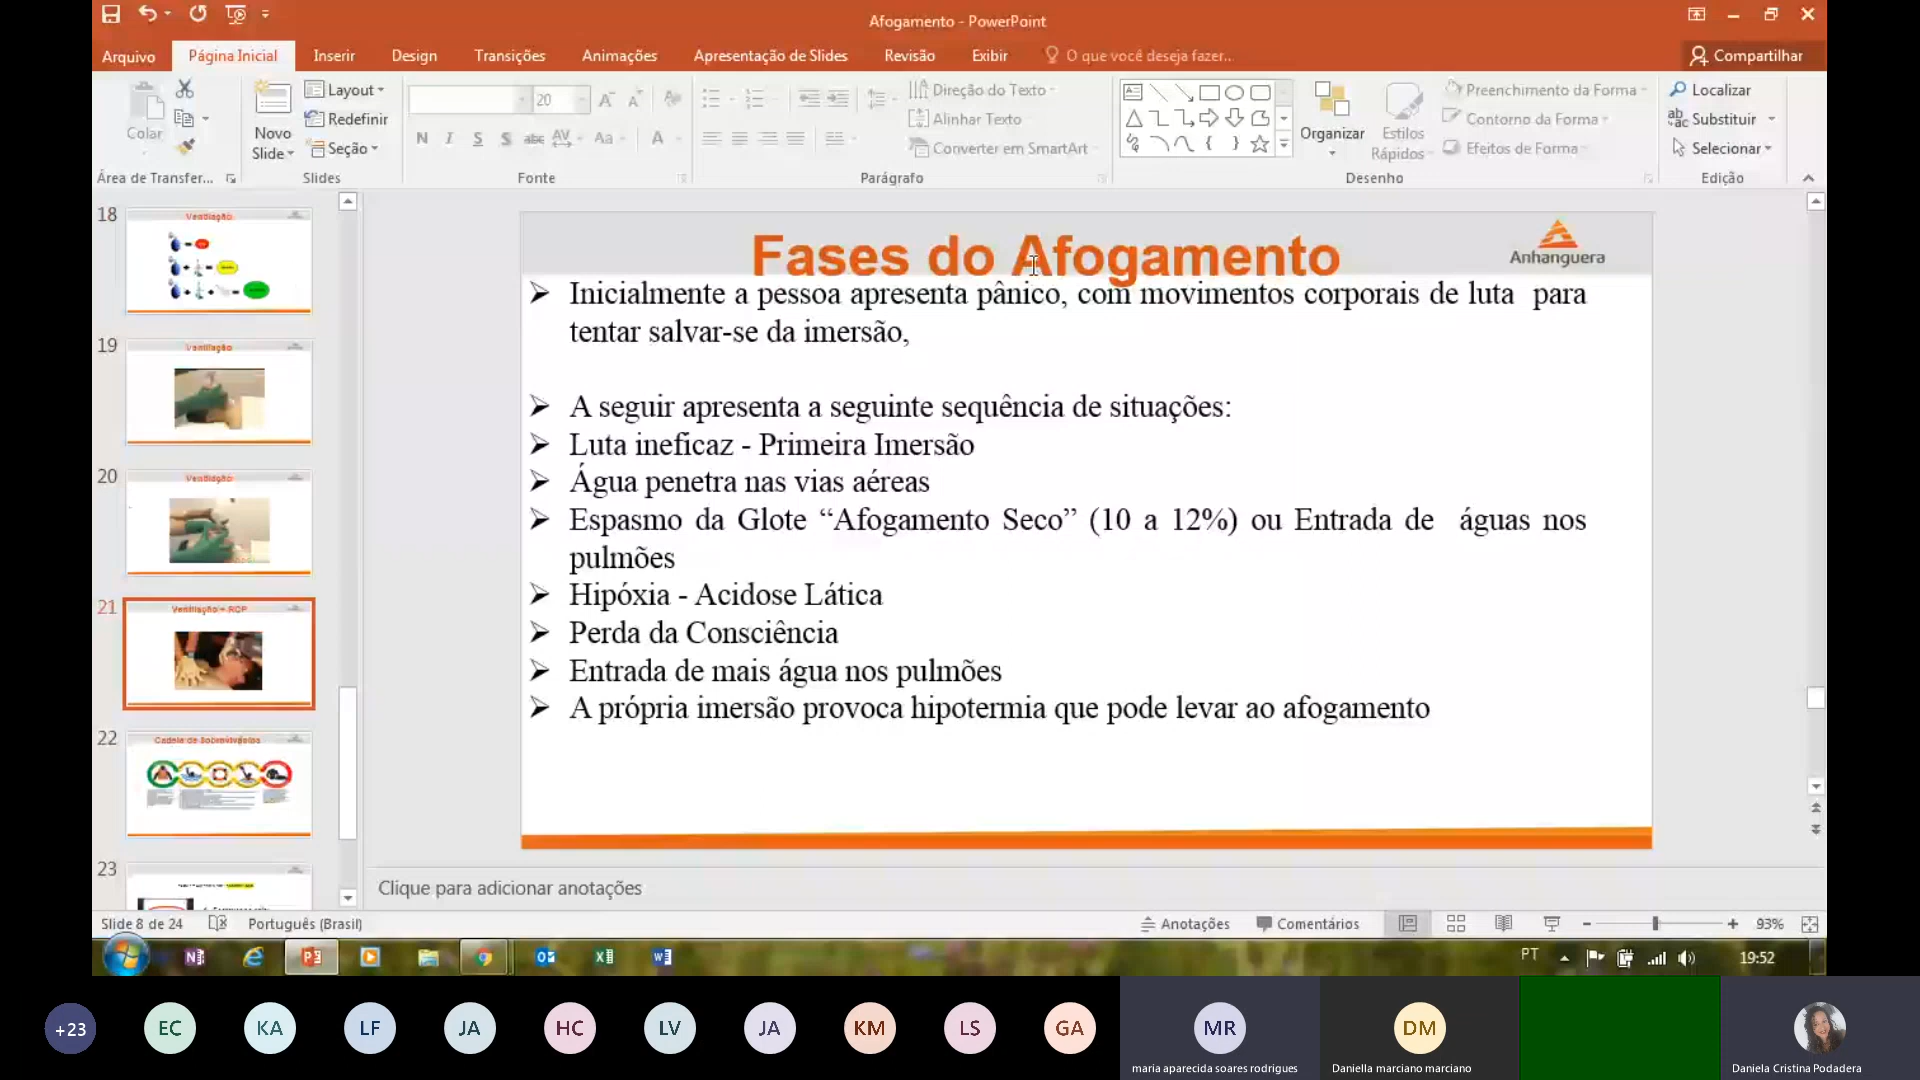 Afogamento - PowerPoint
Arquivo
Página Inicial
Inserir
Design
Transições
Animações
Apresentação de Slides
Revisão
Exibir
O que você deseja fazer...
Compartilhar
Colar
Novo
Slide
Layout
Redefinir
Seção
20
N I S S abc AV Aa A
Direção do Texto
Alinhar Texto
Converter em SmartArt
Organizar
Estilos
Rápidos
Preenchimento da Forma
Contorno da Forma
Efeitos de Forma
Localizar
Substituir
Selecionar
Área de Transfer...
Slides
Fonte
Parágrafo
Desenho
Edição
18
Ventilação
19
Ventilação
20
Ventilação
21
Ventilação – RCP
22
Cadeia de Sobrevivência
23
Fases do Afogamento
Anhanguera
Inicialmente a pessoa apresenta pânico, com movimentos corporais de luta para
tentar salvar-se da imersão,
A seguir apresenta a seguinte sequência de situações:
Luta ineficaz - Primeira Imersão
Água penetra nas vias aéreas
Espasmo da Glote “Afogamento Seco” (10 a 12%) ou Entrada de águas nos
pulmões
Hipóxia - Acidose Lática
Perda da Consciência
Entrada de mais água nos pulmões
A própria imersão provoca hipotermia que pode levar ao afogamento
Clique para adicionar anotações
Slide 8 de 24
Português (Brasil)
Anotações
Comentários
93%
PT
19:52
+23
EC
KA
LF
JA
HC
LV
JA
KM
LS
GA
MR
DM
maria aparecida soares rodrigues
Daniella marciano marciano
Daniela Cristina Podadera